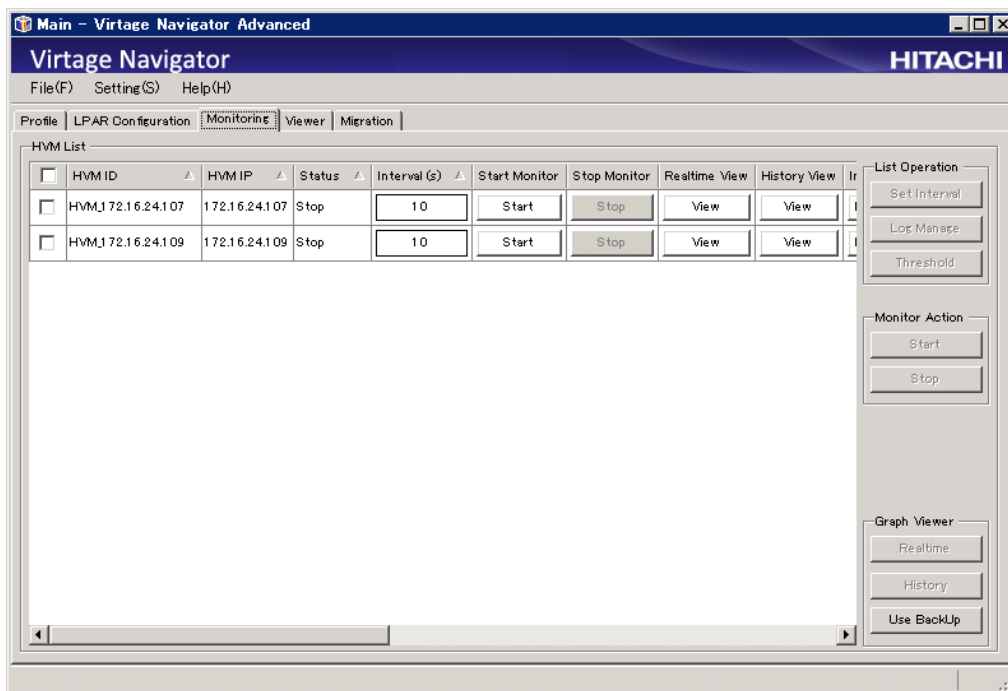 Main - Virtage Navigator Advanced
Virtage Navigator
HITACHI
File(F) Setting(S) Help(H)
Profile LPAR Configuration Monitoring Viewer Migration
HVM List
HVM ID HVM IP Status Interval (s) Start Monitor Stop Monitor Realtime View History View
HVM_172.16.24.107 172.16.24.107 Stop 10 Start Stop View View
HVM_172.16.24.109 172.16.24.109 Stop 10 Start Stop View View
List Operation
Set Interval
Log Manage
Threshold
Monitor Action
Start
Stop
Graph Viewer
Realtime
History
Use BackUp